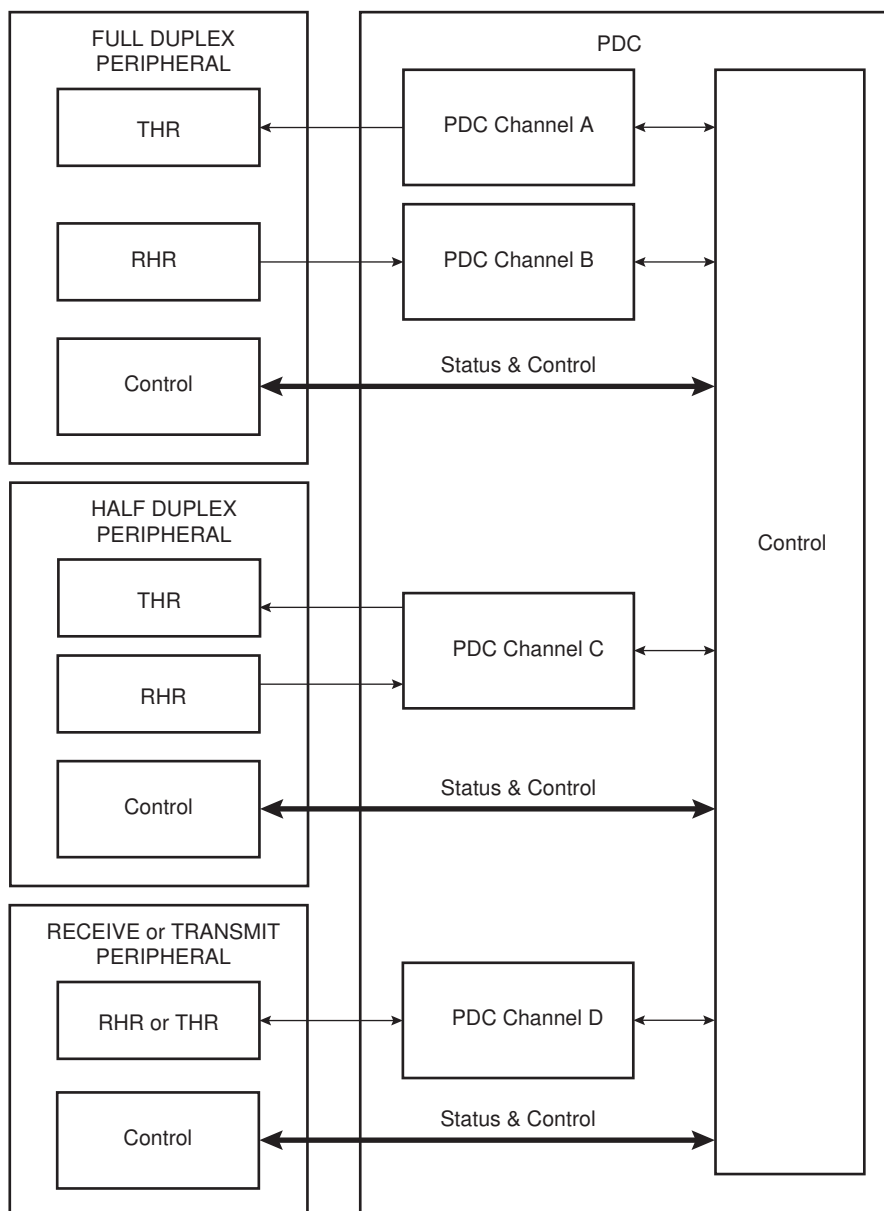 FULL DUPLEX
PERIPHERAL
PDC
THR
PDC Channel A
RHR
PDC Channel B
Control
Status & Control
HALF DUPLEX
PERIPHERAL
Control
THR
PDC Channel C
RHR
Control
Status & Control
RECEIVE or TRANSMIT
PERIPHERAL
RHR or THR
PDC Channel D
Control
Status & Control